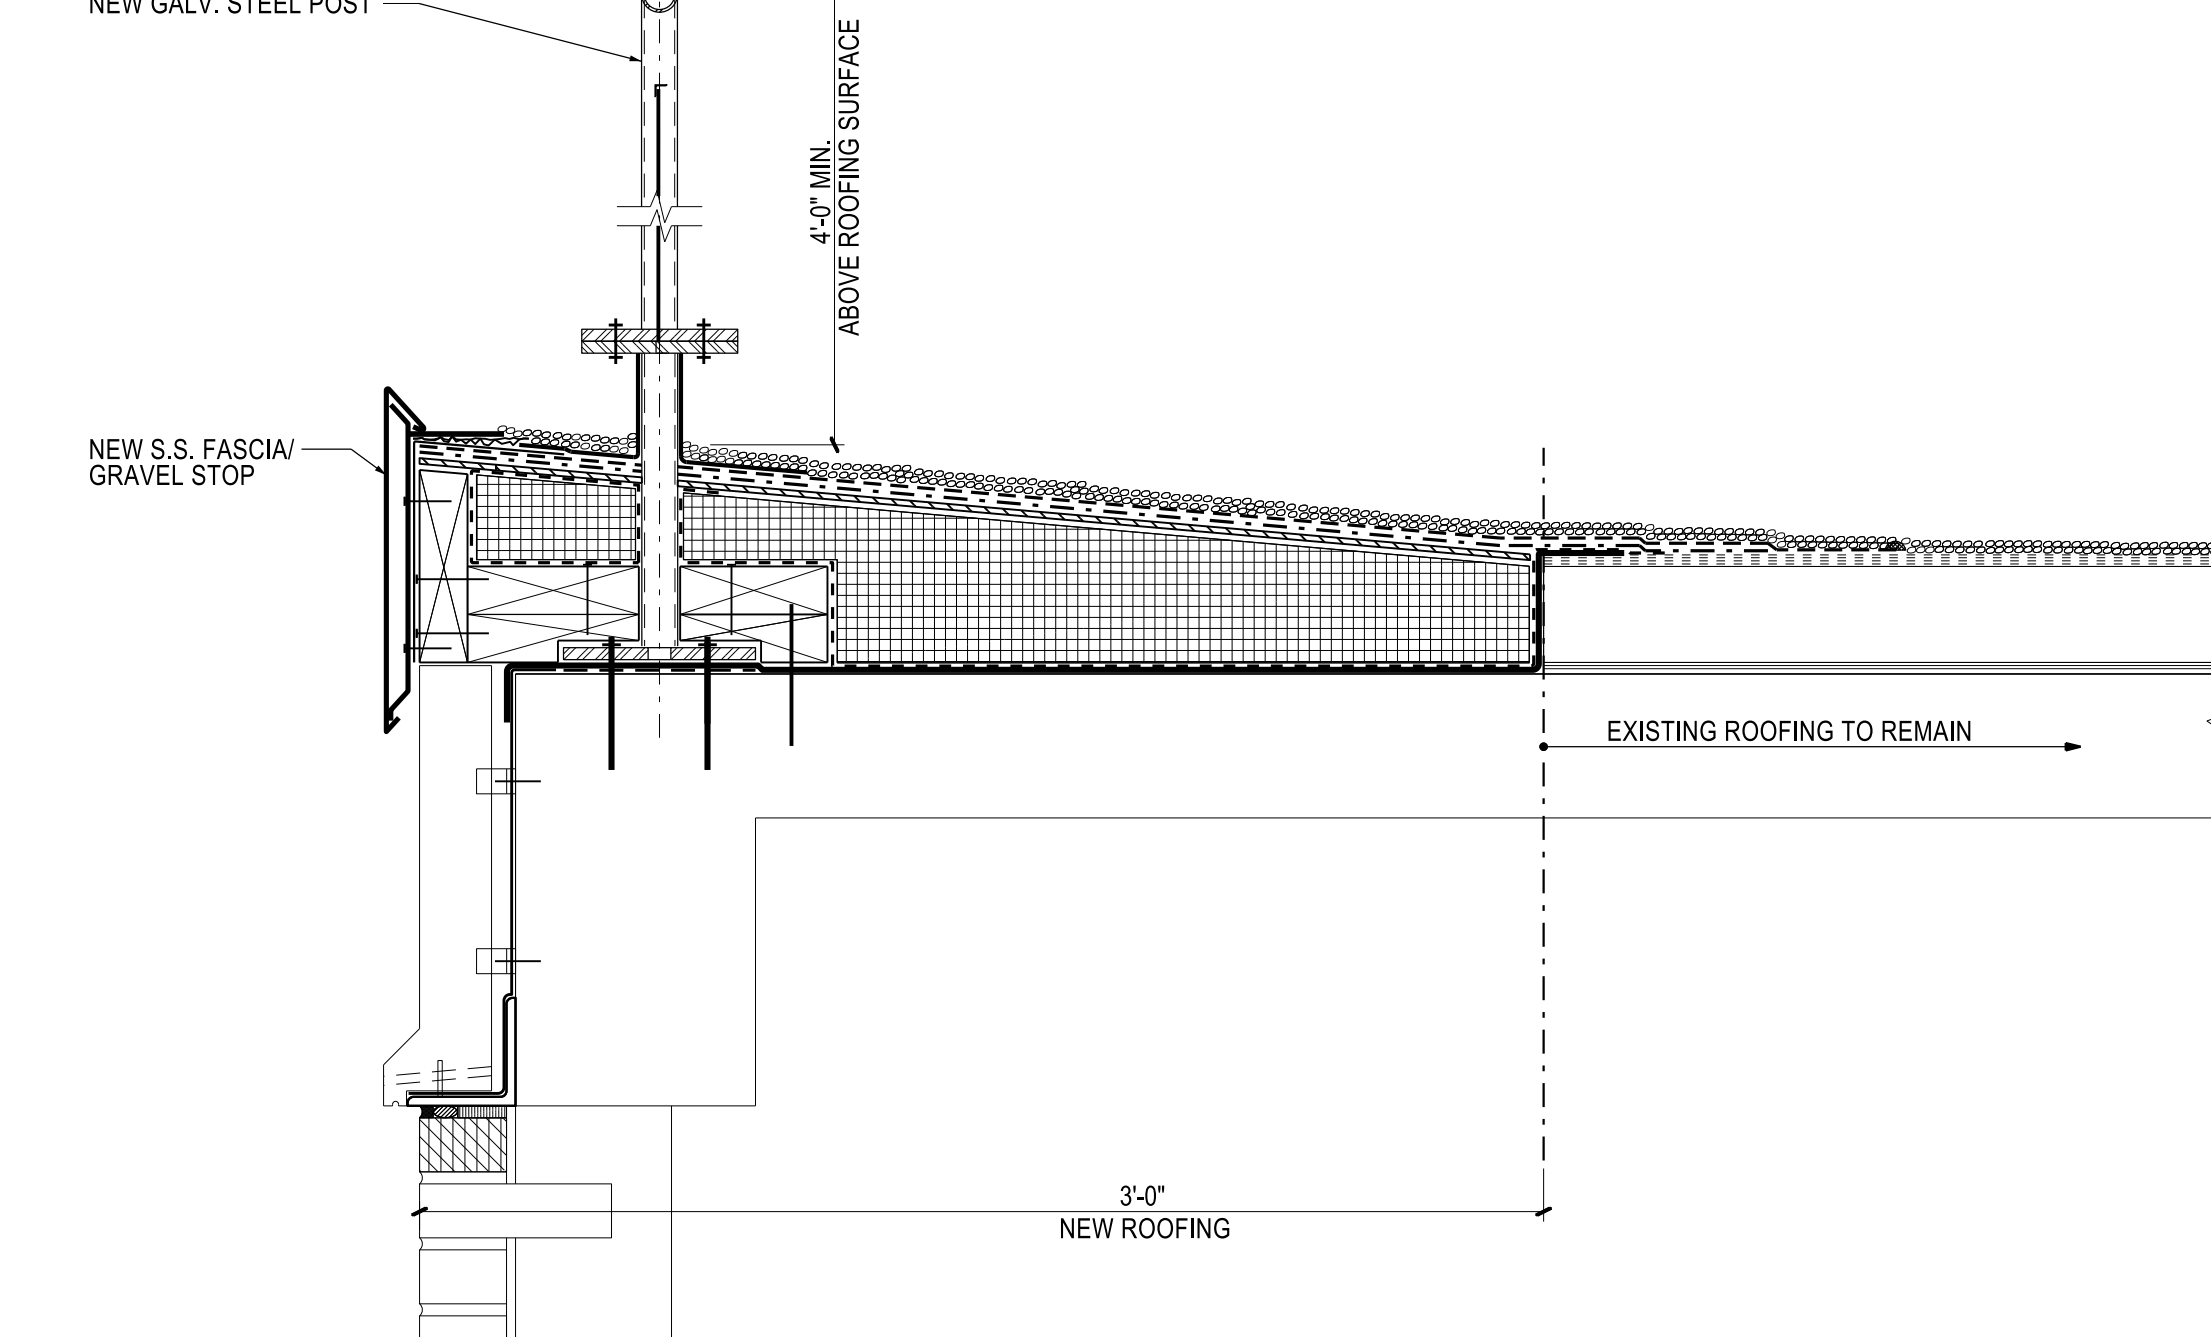 NEW GALV. STEEL POST
4'-0" MIN.
ABOVE ROOFING SURFACE
NEW S.S. FASCIA/
GRAVEL STOP
EXISTING ROOFING TO REMAIN
3'-0"
NEW ROOFING